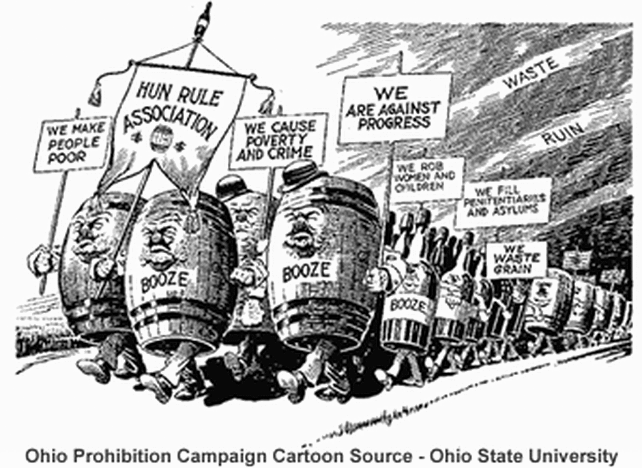 HUN RULE
ASSOCIATION
WE MAKE
PEOPLE
POOR
WE CAUSE
POVERTY
AND CRIME
WE
ARE AGAINST
PROGRESS
WE ROB
WOMEN AND
CHILDREN
WE FILL
PENITENTIARIES
AND ASYLUMS
WE
WASTE
GRAIN
WASTE
RUIN
BOOZE
BOOZE
BOOZE
Ohio Prohibition Campaign Cartoon Source - Ohio State University